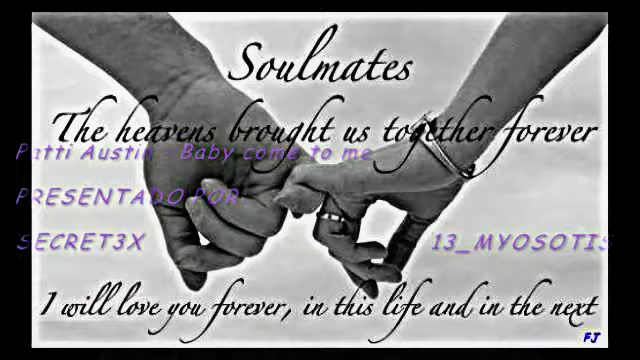 Soulmates
The heavens brought us together forever
Patti Austin - Baby come to me
PRESENTADO POR
SECRET3X 13_MYOSOTIS
I will love you forever, in this life and in the next
FJ